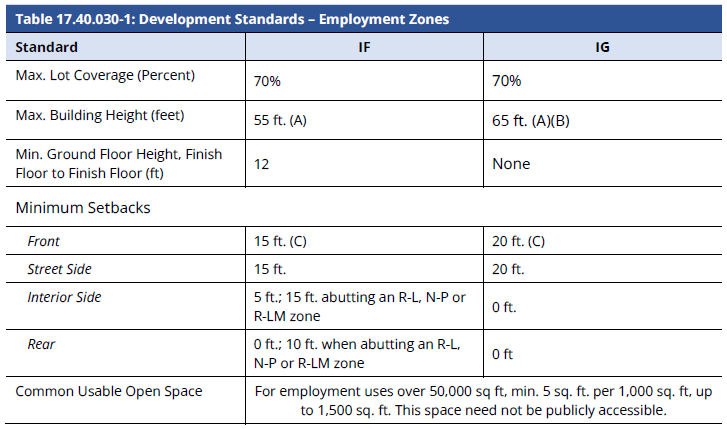 Table 17.40.030-1: Development Standards – Employment Zones
Standard IF IG
Max. Lot Coverage (Percent) 70% 70%
Max. Building Height (feet) 55 ft. (A) 65 ft. (A)(B)
Min. Ground Floor Height, Finish
Floor to Finish Floor (ft) 12 None
Minimum Setbacks
Front 15 ft. (C) 20 ft. (C)
Street Side 15 ft. 20 ft.
Interior Side 5 ft.; 15 ft. abutting an R-L, N-P or
R-LM zone 0 ft.
Rear 0 ft.; 10 ft. when abutting an R-L,
N-P or R-LM zone 0 ft
Common Usable Open Space For employment uses over 50,000 sq ft, min. 5 sq. ft. per 1,000 sq. ft, up
to 1,500 sq. ft. This space need not be publicly accessible.